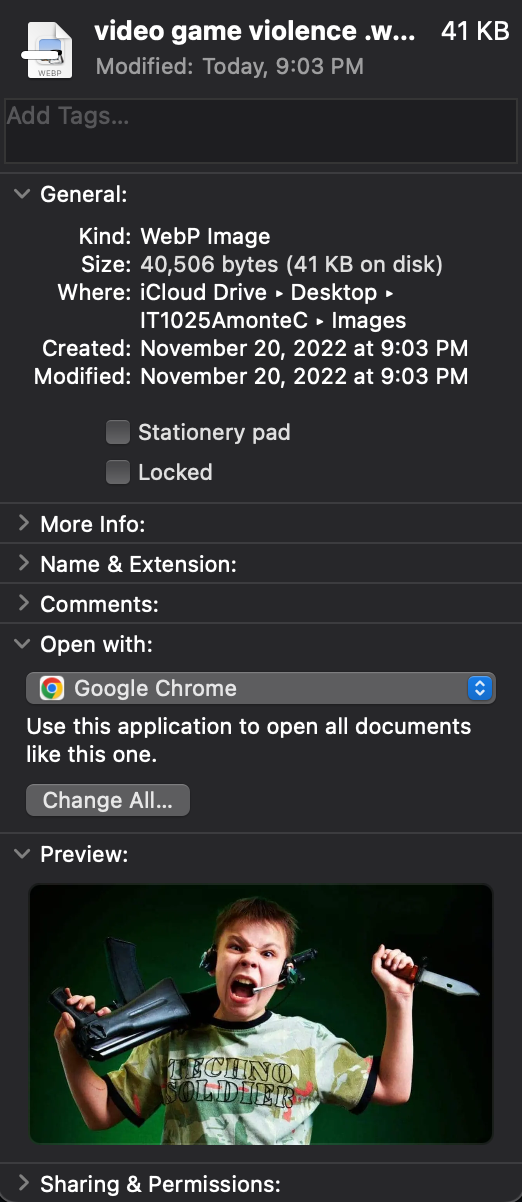 video game violence .w... 41 KB
Modified: Today, 9:03 PM
WEBP
Add Tags...
General:
Kind: WebP Image
Size: 40,506 bytes (41 KB on disk)
Where: iCloud Drive ▸ Desktop ▸
IT1025AmonteC ▸ Images
Created: November 20, 2022 at 9:03 PM
Modified: November 20, 2022 at 9:03 PM
Stationery pad
Locked
More Info:
Name & Extension:
Comments:
Open with:
Google Chrome
Use this application to open all documents
like this one.
Change All...
Preview:
TECHNO
SOLDIER
Sharing & Permissions: